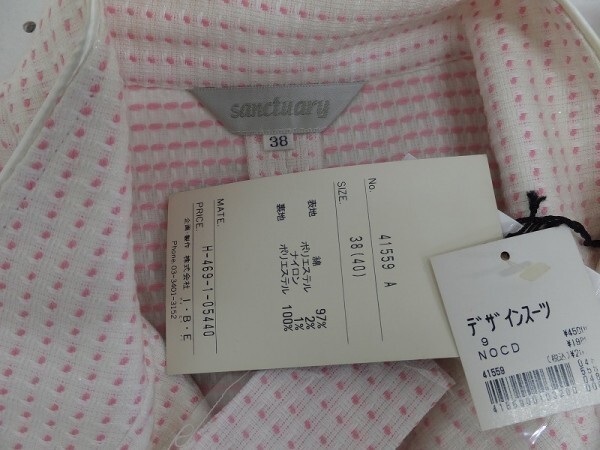 sanctuary
38
No. 41559 A
SIZE. 38(40)
表地 綿 97%
ポリエステル 2%
ナイロン 1%
裏地 ポリエステル 100%
MATE.
PRICE. H-469-1-05440
企画・製作 株式会社 J・B・E
Phone. 03-3401-3152
デザインスーツ
9
NOCD
41559